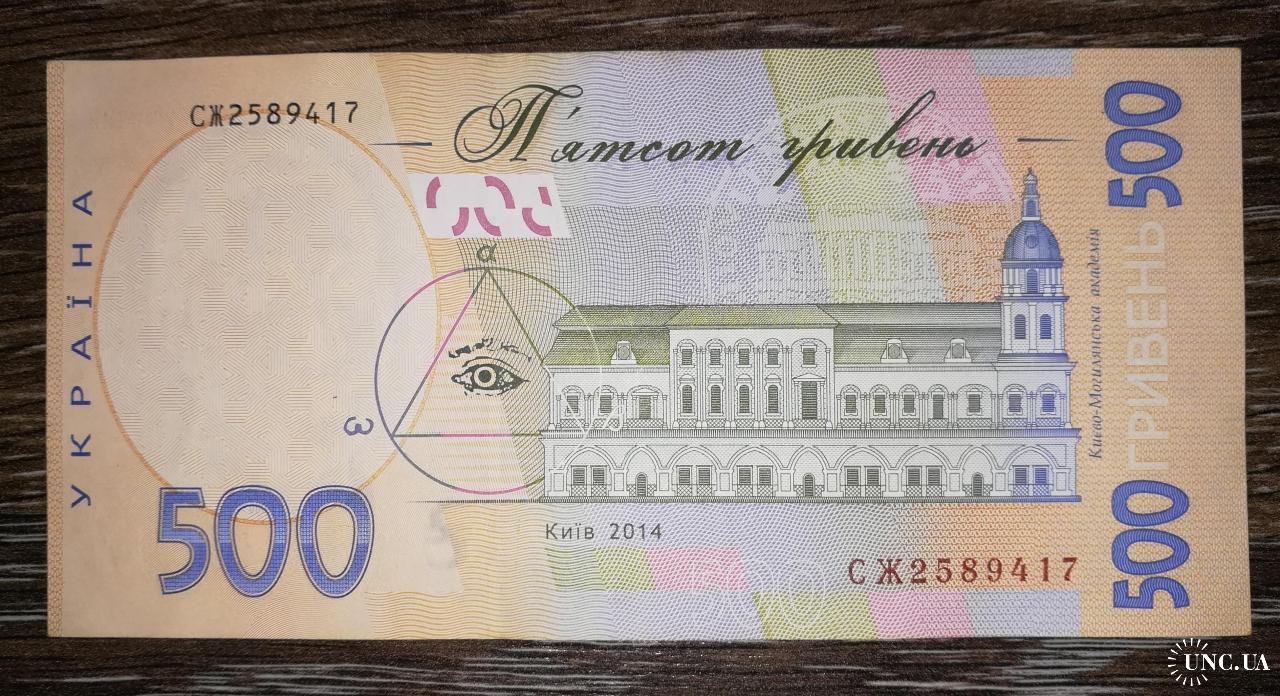 СЖ2589417
П'ятсот гривень
500
УКРАЇНА
α
ω
Києво-Могилянська академія
500 ГРИВЕНЬ
500
Київ 2014
СЖ2589417
UNC.UA